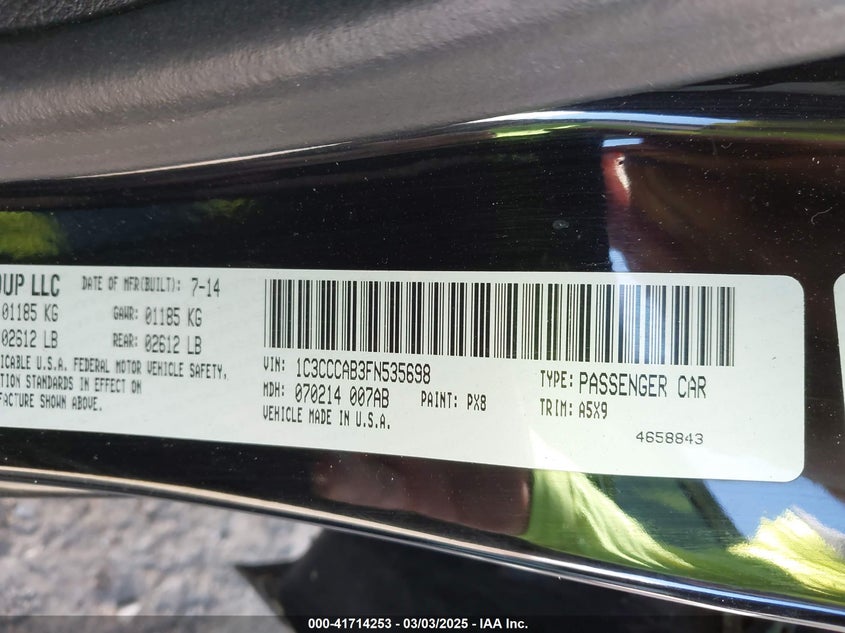 OUP LLC DATE OF MFR(BUILT): 7-14
01185 KG GAWR: 01185 KG
02612 LB REAR: 02612 LB
ICABLE U.S.A. FEDERAL MOTOR VEHICLE SAFETY,
TION STANDARDS IN EFFECT ON
FACTURE SHOWN ABOVE.
VIN: 1C3CCCAB3FN535698 TYPE: PASSENGER CAR
MDH: 070214 007AB PAINT: PX8 TRIM: A5X9
VEHICLE MADE IN U.S.A.
4658843
000-41714253 - 03/03/2025 - IAA Inc.